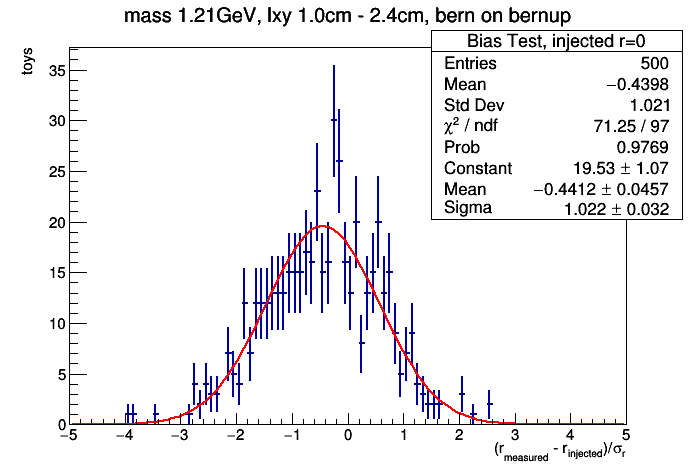 mass 1.21GeV, lxy 1.0cm - 2.4cm, bern on bernup
Bias Test, injected r=0
Entries 500
Mean −0.4398
Std Dev 1.021
χ² / ndf 71.25 / 97
Prob 0.9769
Constant 19.53 ± 1.07
Mean −0.4412 ± 0.0457
Sigma 1.022 ± 0.032
toys
35
30
25
20
15
10
5
0
−5 −4 −3 −2 −1 0 1 2 3 4 5
(r_measured - r_injected)/σ_r